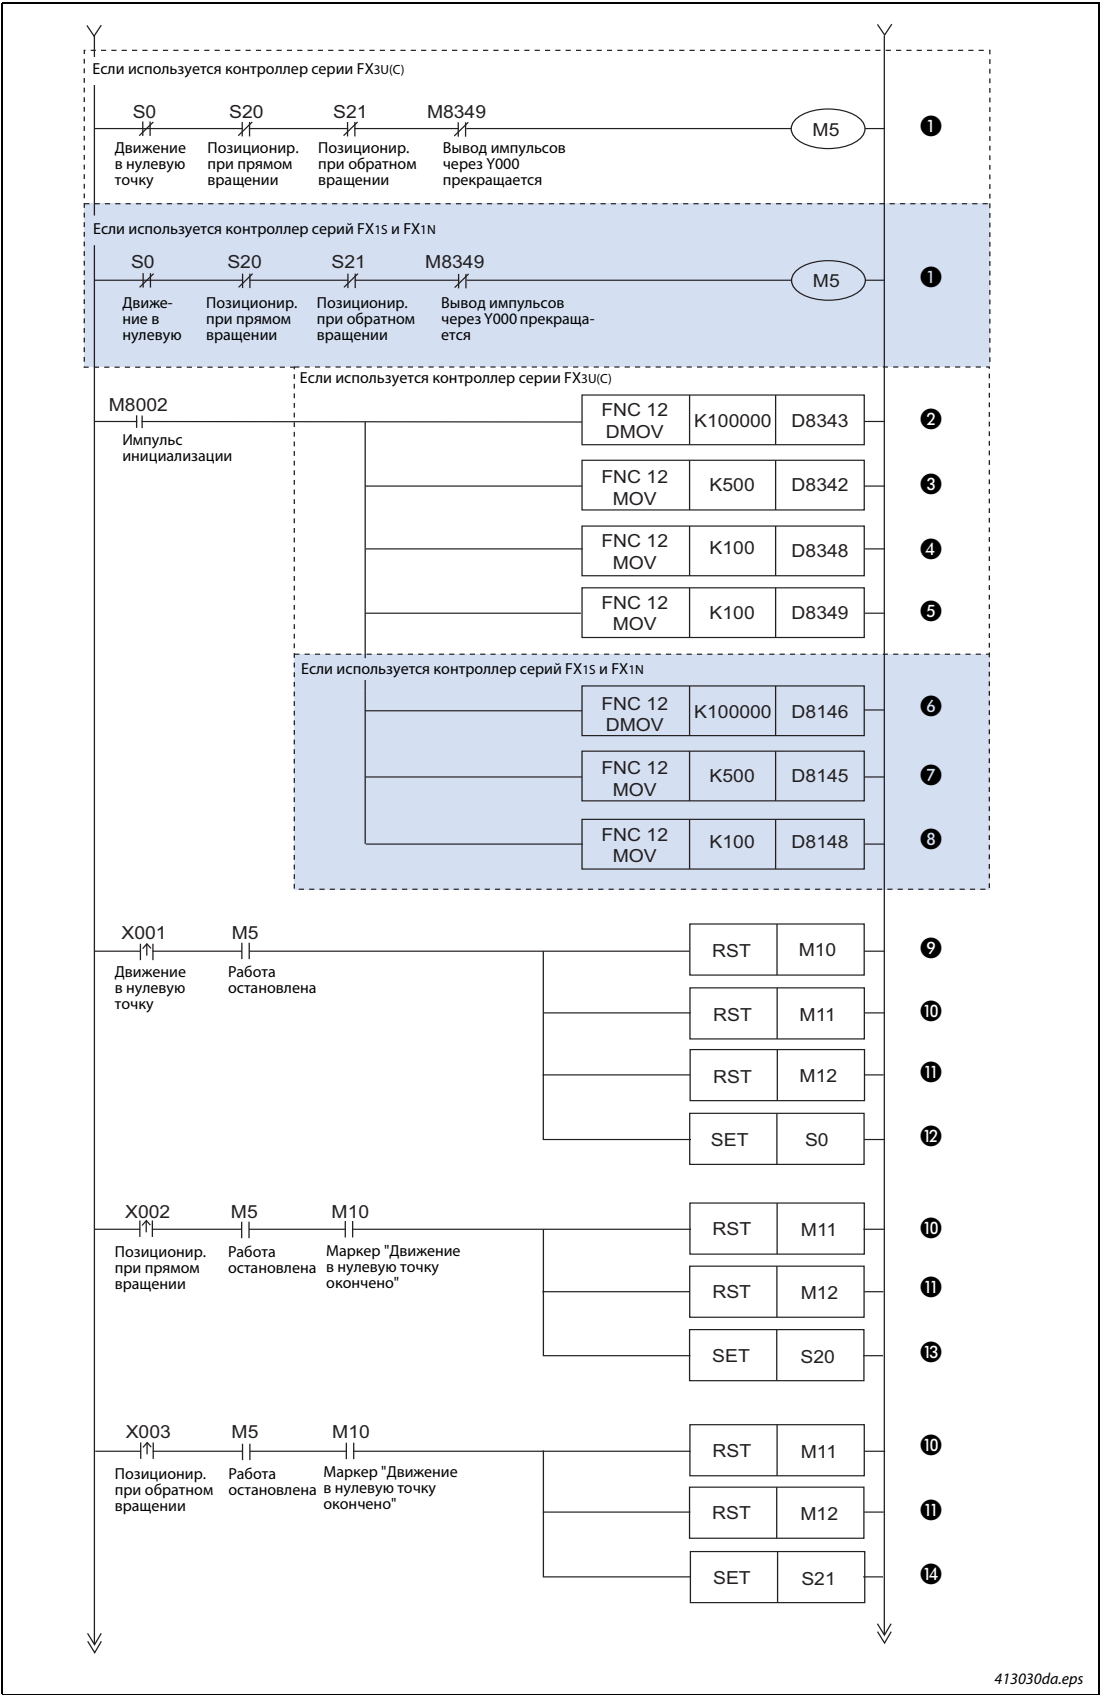 Если используется контроллер серии FX3U(C)
S0 S20 S21 M8349
M5
❶
Движение в нулевую точку
Позиционир. при прямом вращении
Позиционир. при обратном вращении
Вывод импульсов через Y000 прекращается
Если используется контроллер серий FX1S и FX1N
S0 S20 S21 M8349
M5
❶
Движе-
ние в
нулевую
Позиционир.
при прямом
вращении
Позиционир.
при обратном
вращении
Вывод импульсов
через Y000 прекраща-
ется
Если используется контроллер серии FX3U(C)
M8002
Импульс
инициализации
FNC 12
DMOV K100000 D8343 ❷
FNC 12
MOV K500 D8342 ❸
FNC 12
MOV K100 D8348 ❹
FNC 12
MOV K100 D8349 ❺
Если используется контроллер серий FX1S и FX1N
FNC 12
DMOV K100000 D8146 ❻
FNC 12
MOV K500 D8145 ❼
FNC 12
MOV K100 D8148 ❽
X001 M5
Движение
в нулевую
точку
Работа
остановлена
RST M10 ❾
RST M11 ❿
RST M12 ⓫
SET S0 ⓬
X002 M5 M10
Позиционир.
при прямом
вращении
Работа
остановлена
Маркер "Движение
в нулевую точку
окончено"
RST M11 ❿
RST M12 ⓫
SET S20 ⓭
X003 M5 M10
Позиционир.
при обратном
вращении
Работа
остановлена
Маркер "Движение
в нулевую точку
окончено"
RST M11 ❿
RST M12 ⓫
SET S21 ⓮
413030da.eps